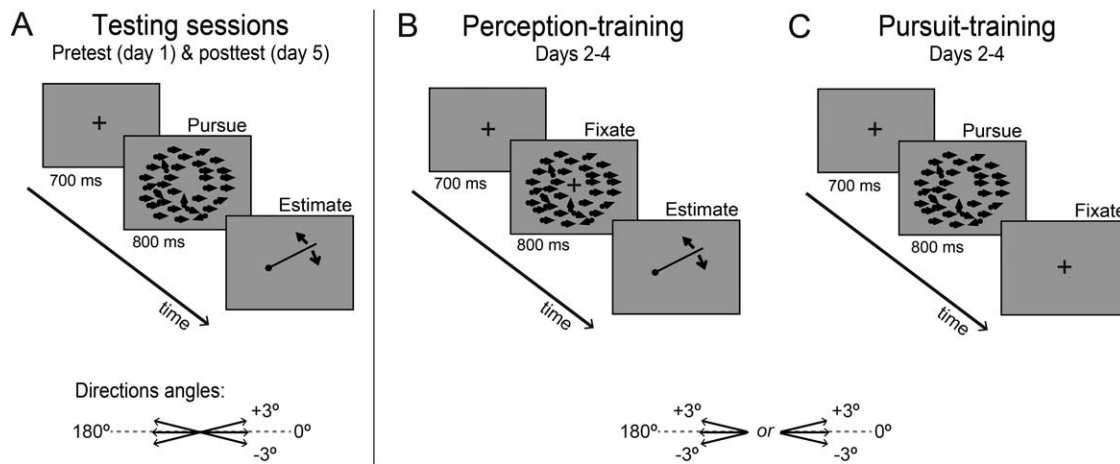 A Testing sessions
Pretest (day 1) & posttest (day 5)
Pursue
700 ms
Estimate
800 ms
time
Directions angles:
+3º
180º 0º
-3º
B Perception-training
Days 2-4
Fixate
700 ms
Estimate
800 ms
time
C Pursuit-training
Days 2-4
Pursue
700 ms
Fixate
800 ms
time
+3º +3º
180º or 0º
-3º -3º